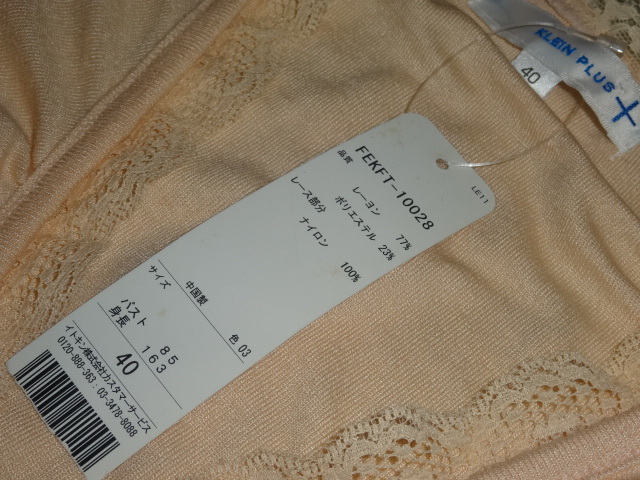 KLEIN PLUS
40
LE11
FEKFT-10028
品質
レーヨン 77%
ポリエステル 23%
レース部分
ナイロン 100%
中国製
色 03
サイズ
バスト 85
身長 163
40
イトキン株式会社カスタマーサービス
0120-888-363:03-3478-8088